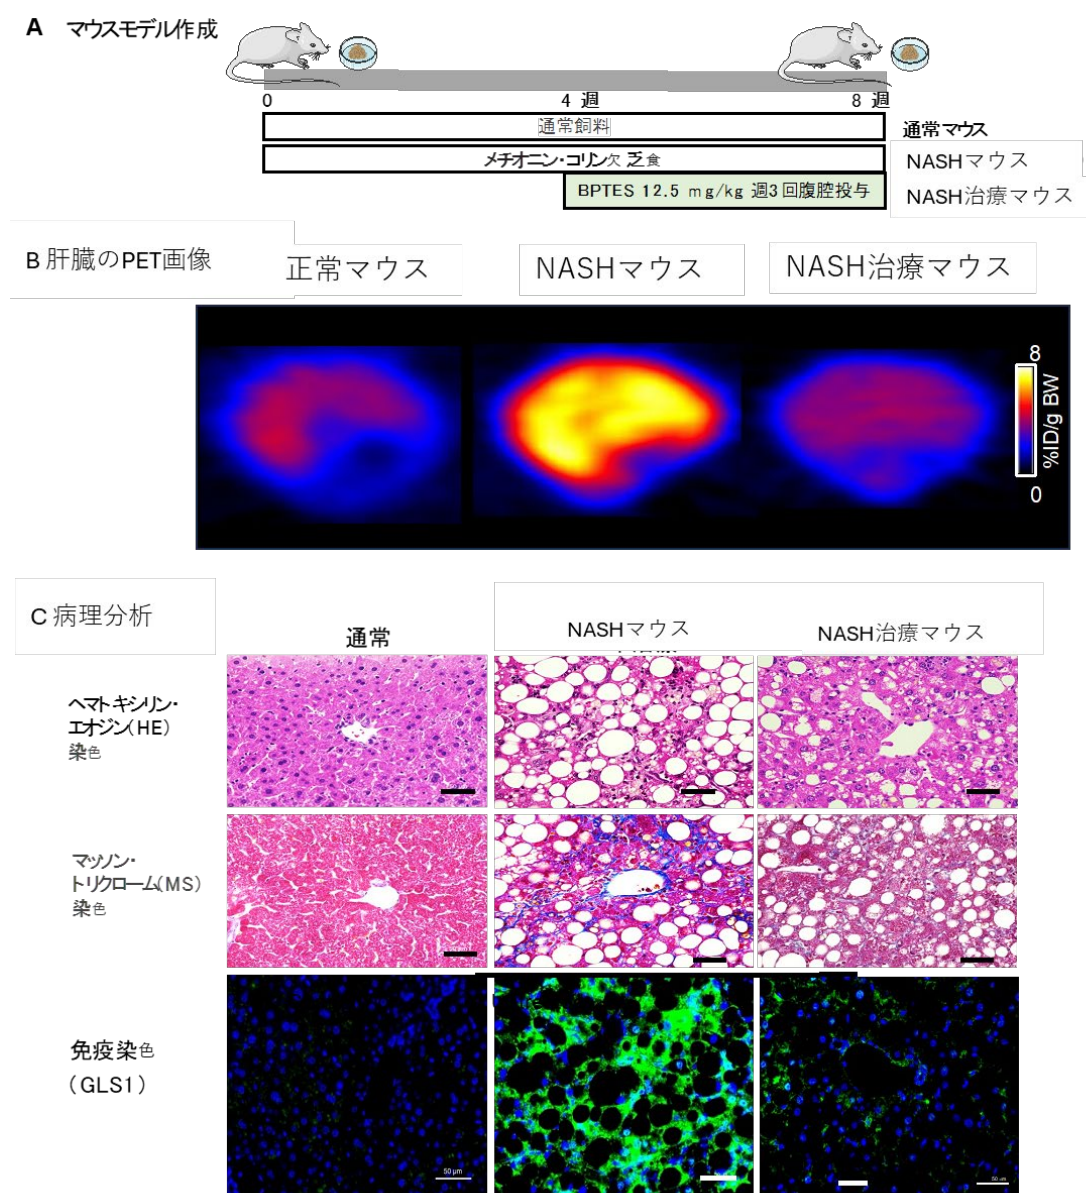 A マウスモデル作成
0 4 週 8 週
通常飼料
通常マウス
メチオニン・コリン欠乏食
NASHマウス
BPTES 12.5 mg/kg 週3回腹腔投与
NASH治療マウス
B 肝臓のPET画像
正常マウス
NASHマウス
NASH治療マウス
8
%ID/g BW
0
C 病理分析
通常
NASHマウス
NASH治療マウス
ヘマトキシリン・
エオジン(HE)
染色
マッソン・
トリクローム(MS)
染色
免疫染色
(GLS1)
50 μm
50 μm